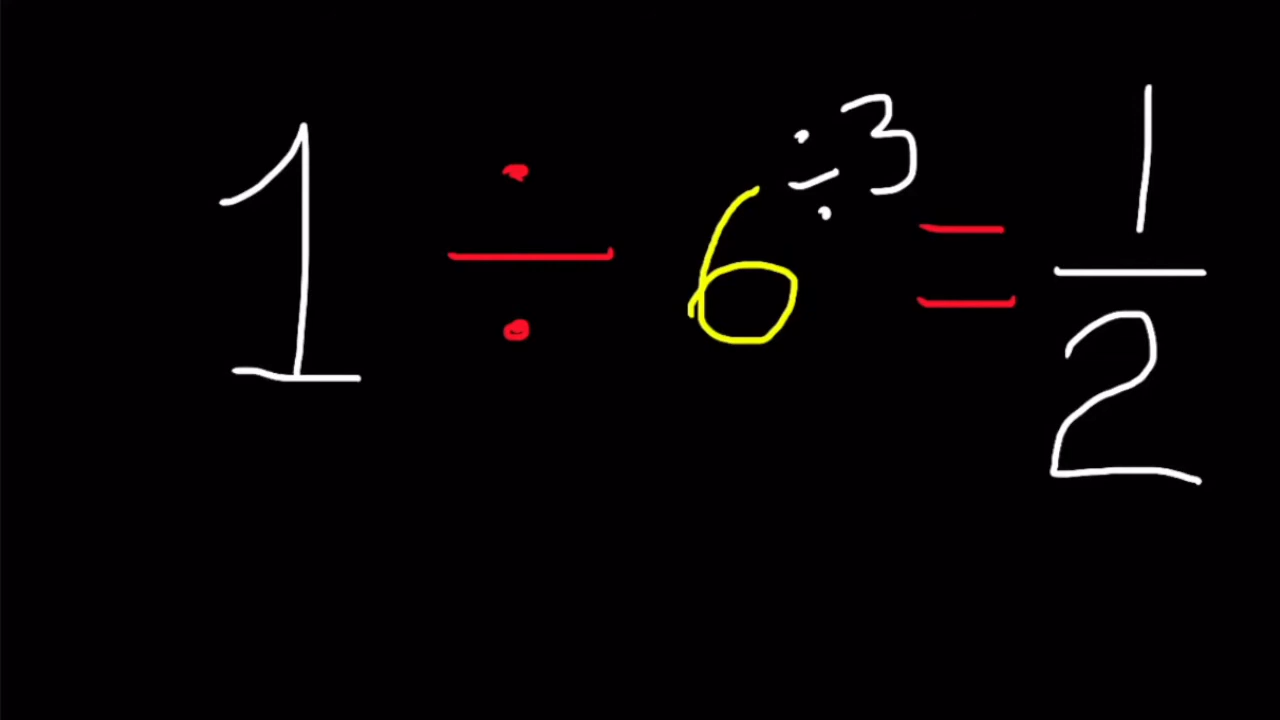 1 ÷ 6 ÷ 3 = 1/2